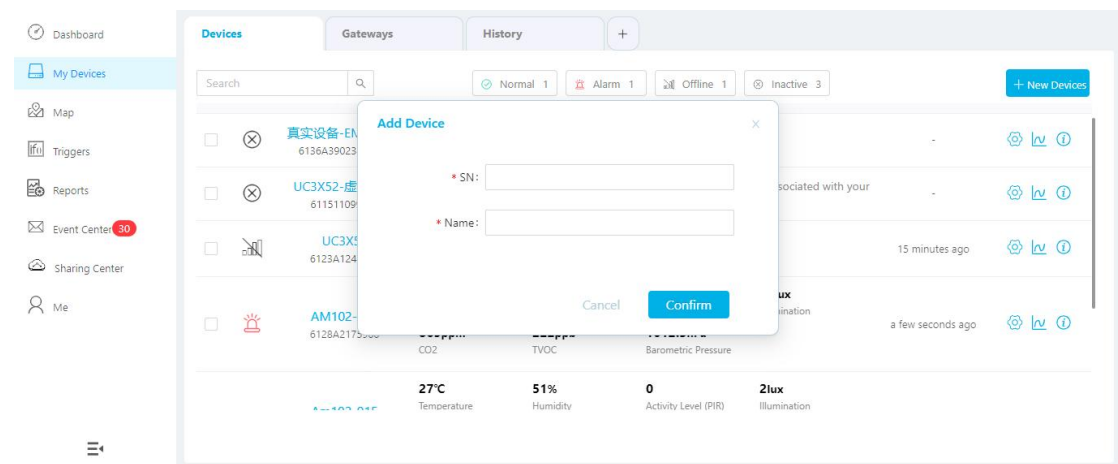 Dashboard
My Devices
Map
Triggers
Reports
Event Center 30
Sharing Center
Me
Devices
Gateways
History
+
Search
Normal 1
Alarm 1
Offline 1
Inactive 3
+ New Devices
Add Device
x
* SN:
* Name:
Cancel
Confirm
真实设备-EM
6136A39023
-
UC3X52-虚
61151109
sociated with your
-
UC3X5
6123A124
15 minutes ago
AM102-
6128A2175
a few seconds ago
CO2
TVOC
Barometric Pressure
27℃
Temperature
51%
Humidity
0
Activity Level (PIR)
2lux
Illumination